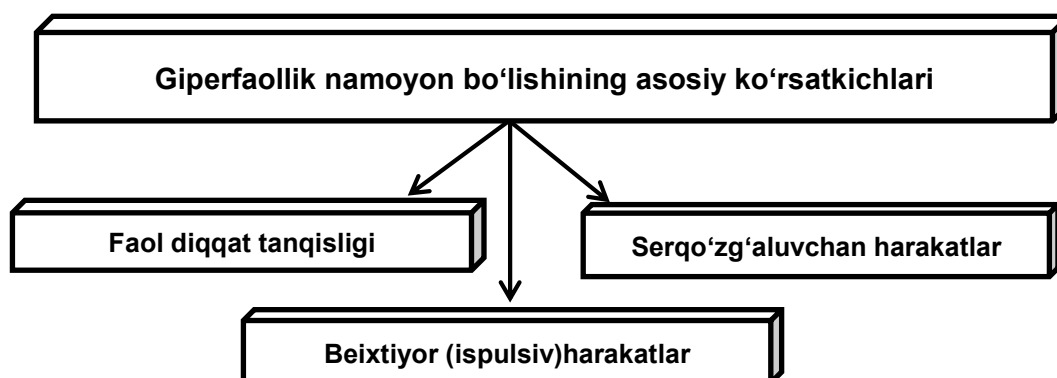 Giperfaollik namoyon bo‘lishining asosiy ko‘rsatkichlari
Faol diqqat tanqisligi
Serqo‘zg‘aluvchan harakatlar
Beixtiyor (ispulsiv)harakatlar